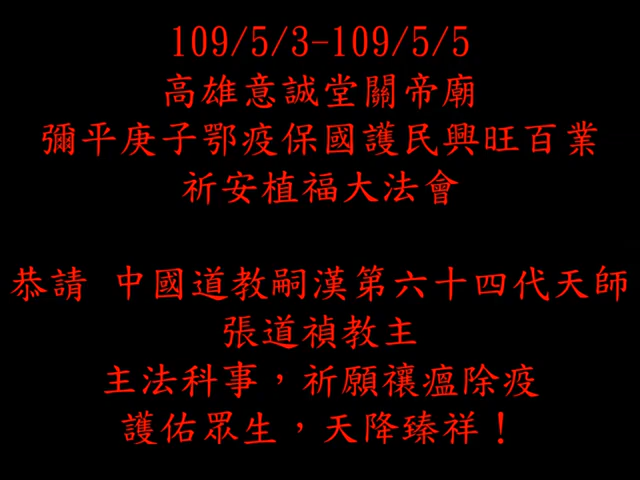 109/5/3-109/5/5
高雄意誠堂關帝廟
彌平庚子鄂疫保國護民興旺百業
祈安植福大法會
恭請 中國道教嗣漢第六十四代天師
張道禎教主
主法科事，祈願禳瘟除疫
護佑眾生，天降臻祥！